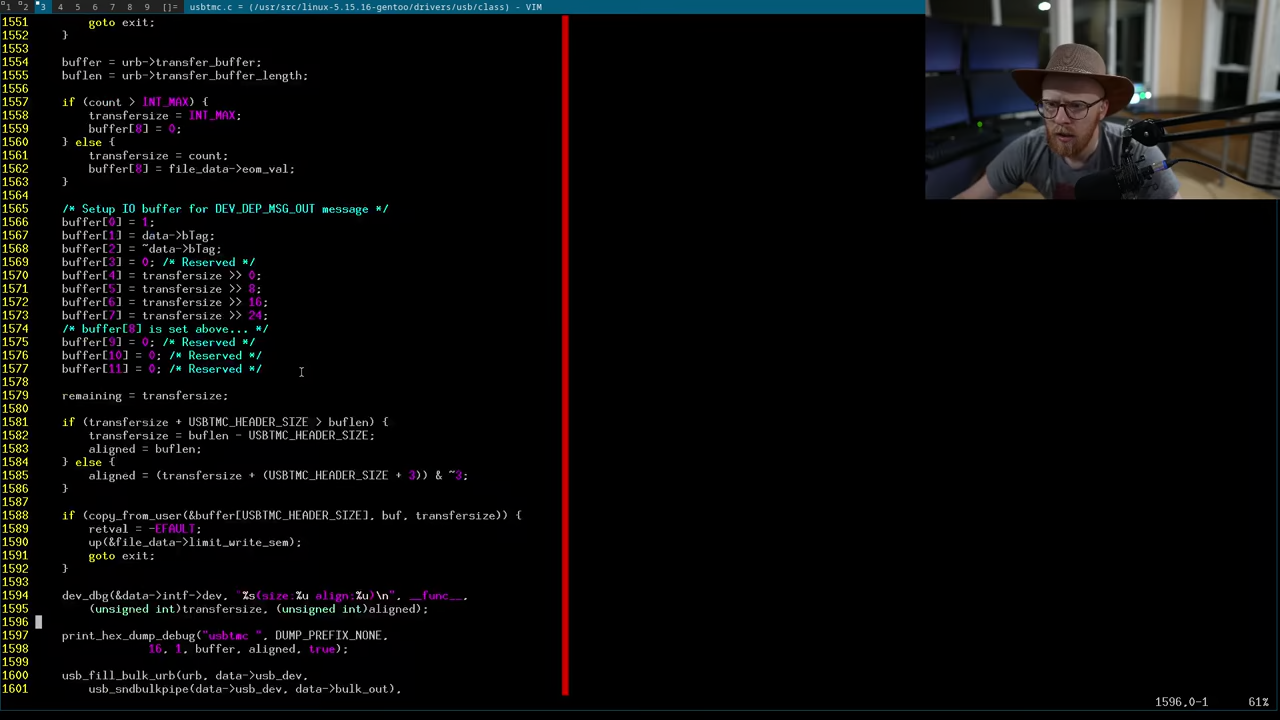 1 2 3 4 5 6 7 8 9 []= usbtmc.c = (/usr/src/linux-5.15.16-gentoo/drivers/usb/class) - VIM
1551 goto exit;
1552 }
1553
1554 buffer = urb->transfer_buffer;
1555 buflen = urb->transfer_buffer_length;
1556
1557 if (count > INT_MAX) {
1558 transfersize = INT_MAX;
1559 buffer[8] = 0;
1560 } else {
1561 transfersize = count;
1562 buffer[8] = file_data->eom_val;
1563 }
1564
1565 /* Setup IO buffer for DEV_DEP_MSG_OUT message */
1566 buffer[0] = 1;
1567 buffer[1] = data->bTag;
1568 buffer[2] = ~data->bTag;
1569 buffer[3] = 0; /* Reserved */
1570 buffer[4] = transfersize >> 0;
1571 buffer[5] = transfersize >> 8;
1572 buffer[6] = transfersize >> 16;
1573 buffer[7] = transfersize >> 24;
1574 /* buffer[8] is set above... */
1575 buffer[9] = 0; /* Reserved */
1576 buffer[10] = 0; /* Reserved */
1577 buffer[11] = 0; /* Reserved */
1578
1579 remaining = transfersize;
1580
1581 if (transfersize + USBTMC_HEADER_SIZE > buflen) {
1582 transfersize = buflen - USBTMC_HEADER_SIZE;
1583 aligned = buflen;
1584 } else {
1585 aligned = (transfersize + (USBTMC_HEADER_SIZE + 3)) & ~3;
1586 }
1587
1588 if (copy_from_user(&buffer[USBTMC_HEADER_SIZE], buf, transfersize)) {
1589 retval = -EFAULT;
1590 up(&file_data->limit_write_sem);
1591 goto exit;
1592 }
1593
1594 dev_dbg(&data->intf->dev, "%s(size:%u align:%u)\n", __func__,
1595 (unsigned int)transfersize, (unsigned int)aligned);
1596
1597 print_hex_dump_debug("usbtmc ", DUMP_PREFIX_NONE,
1598 16, 1, buffer, aligned, true);
1599
1600 usb_fill_bulk_urb(urb, data->usb_dev,
1601 usb_sndbulkpipe(data->usb_dev, data->bulk_out),
1596,0-1 61%